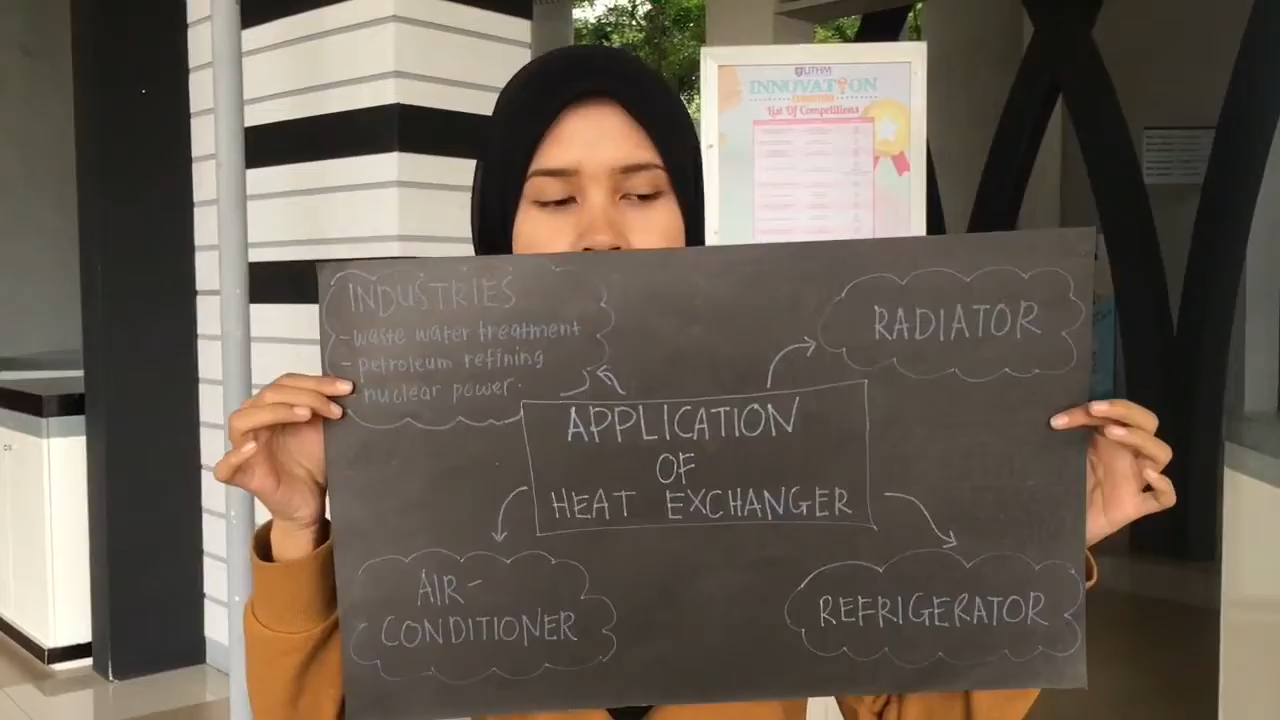 UTHM
INNOVATION
List Of Competitions
INDUSTRIES
- waste water treatment
- petroleum refining
nuclear power.
RADIATOR
APPLICATION
OF
HEAT EXCHANGER
AIR-
CONDITIONER
REFRIGERATOR